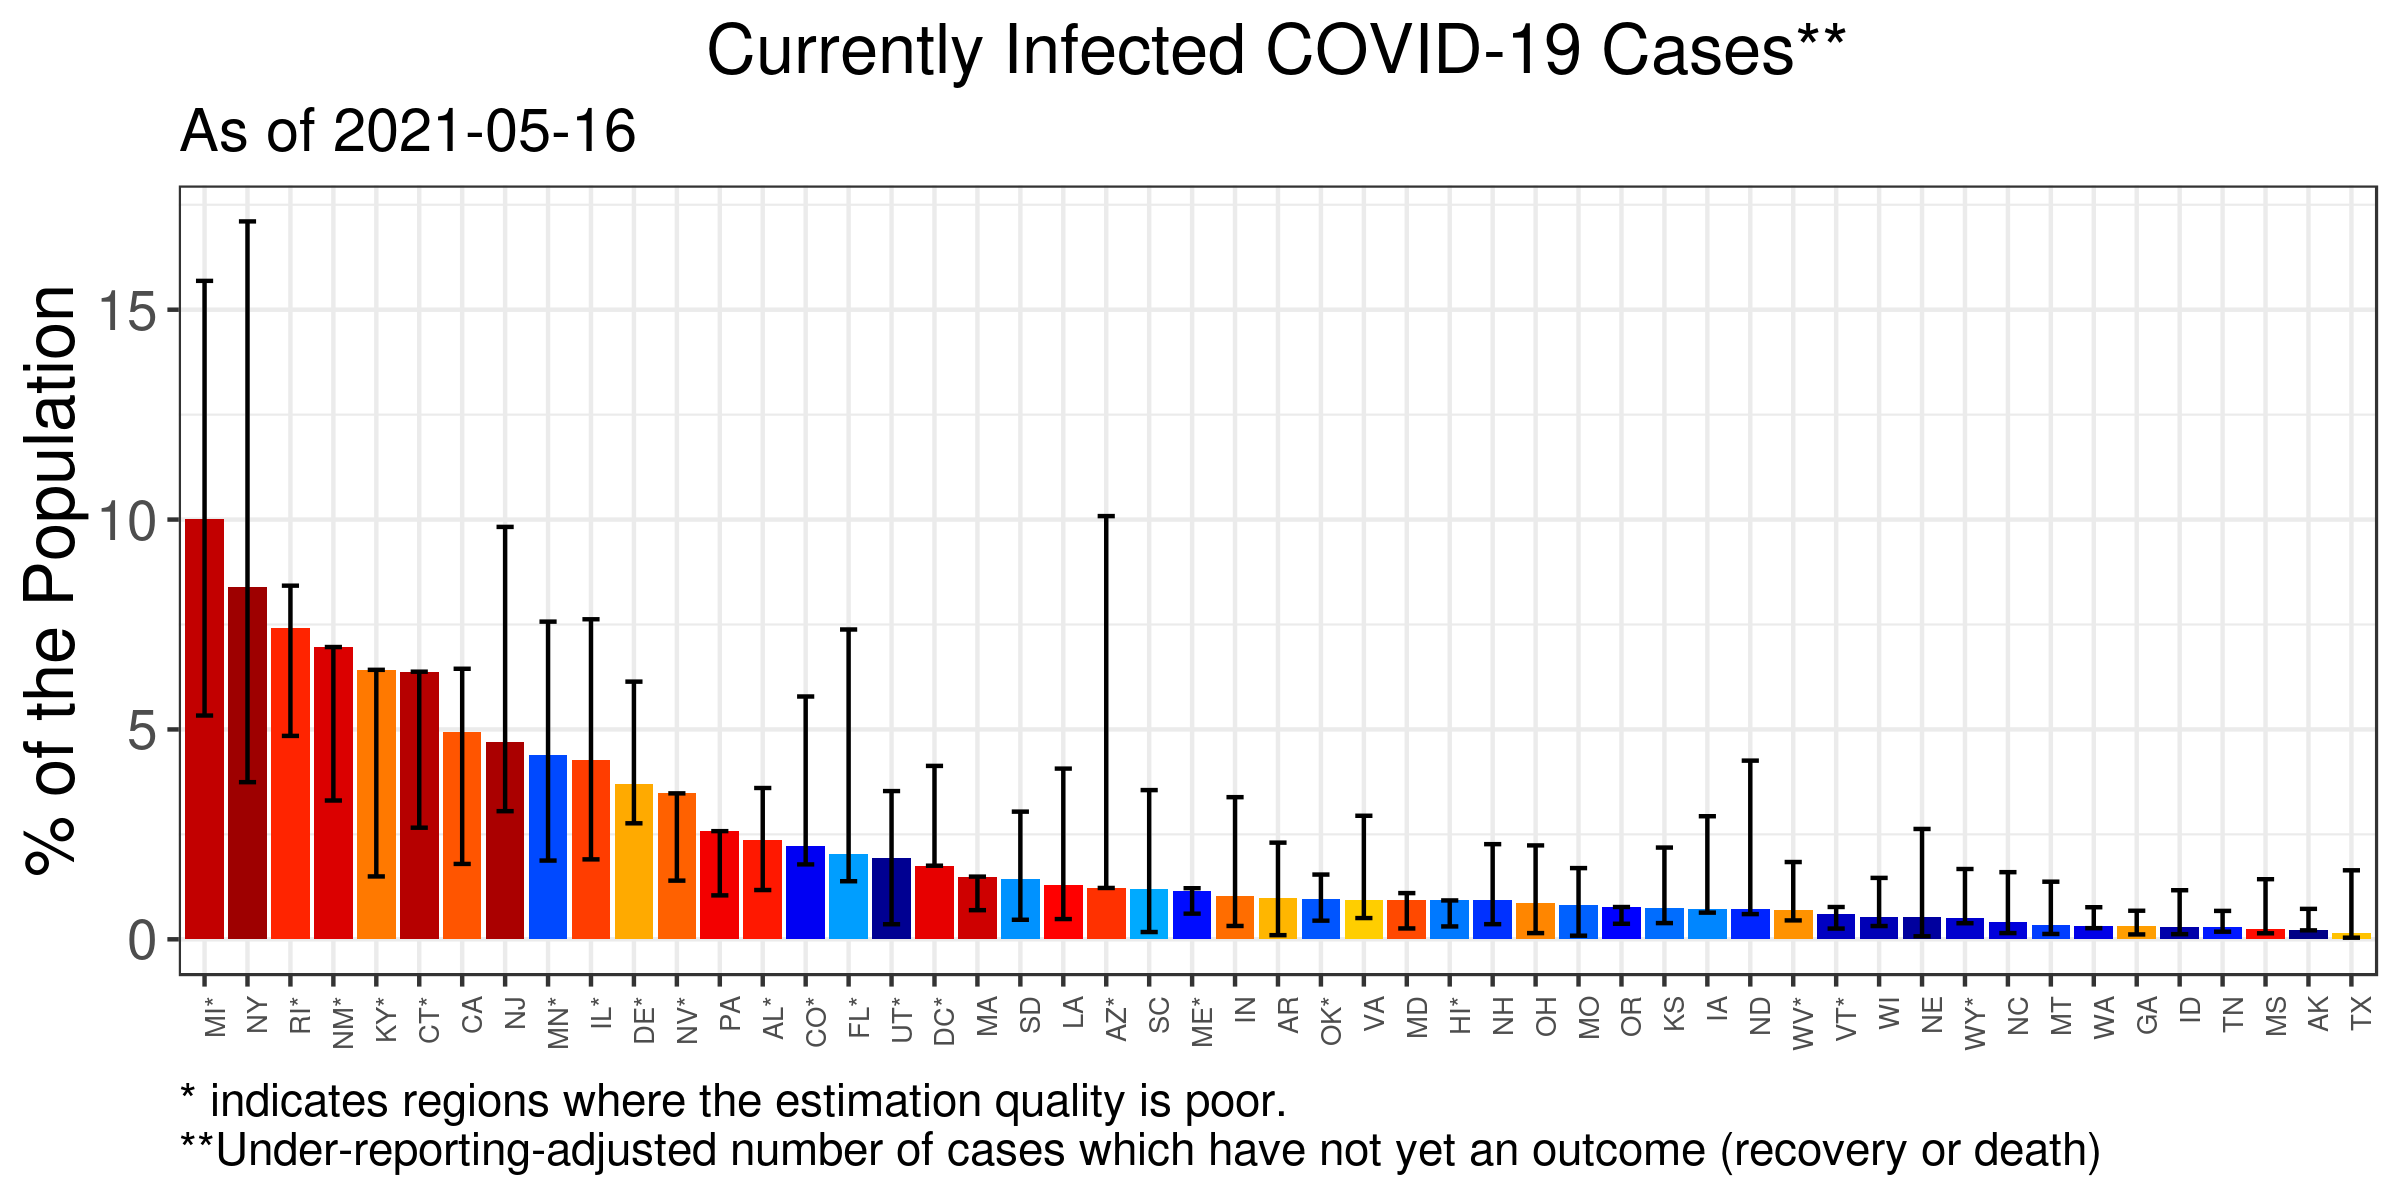 Currently Infected COVID-19 Cases**
As of 2021-05-16
% of the Population
15
10
5
0
MI* NY RI* NM* KY* CT* CA NJ MN* IL* DE* NV* PA AL* CO* FL* UT* DC* MA SD LA AZ* SC ME* IN AR OK* VA MD HI* NH OH MO OR KS IA ND WV* VT* WI NE WY* NC MT WA GA ID TN MS AK TX
* indicates regions where the estimation quality is poor.
**Under-reporting-adjusted number of cases which have not yet an outcome (recovery or death)